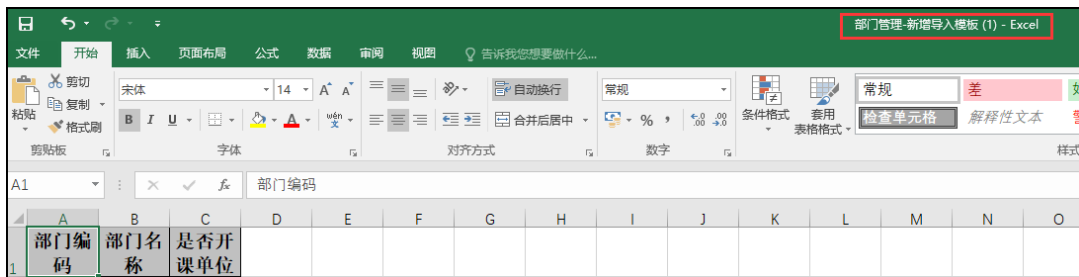 部门管理-新增导入模板 (1) - Excel
文件 开始 插入 页面布局 公式 数据 审阅 视图 告诉我您想要做什么...
剪切
复制
格式刷
粘贴
剪贴板
宋体 14 A A
B I U A wén 文
字体
自动换行
合并后居中
对齐方式
常规
% , .0 .00 .00 .0
数字
条件格式
套用
表格格式
常规 差
检查单元格 解释性文本
样式
A1 fx 部门编码
A B C D E F G H I J K L M N O
1 部门编码 部门名称 是否开课单位